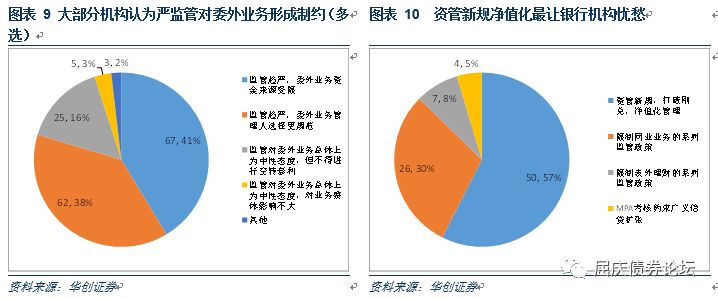 图表 9 大部分机构认为严监管对委外业务形成制约（多
选）
67, 41%
62, 38%
25, 16%
5, 3%
3, 2%
监管趋严，委外业务资
金来源受限
监管趋严，委外业务管
理人选择更规范
监管对委外业务总体上
为中性态度，但不得进
行空转套利
监管对委外业务总体上
为中性态度，对业务整
体影响不大
其他
资料来源：华创证券
图表 10 资管新规净值化最让银行机构忧愁
50, 57%
26, 30%
7, 8%
4, 5%
资管新规，打破刚
兑，净值化管理
限制同业业务的系列
监管政策
限制表外理财的系列
监管政策
MPA考核约束广义信
贷扩张
资料来源：华创证券
屈庆债券论坛